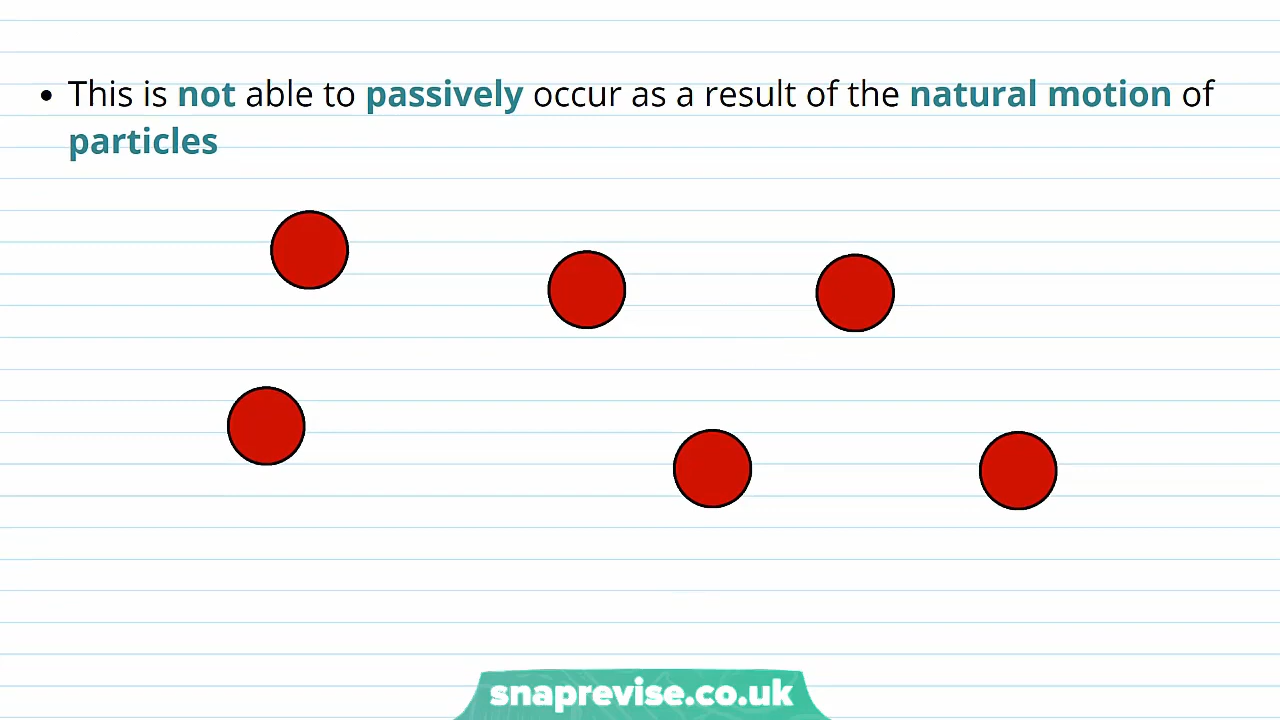 • This is not able to passively occur as a result of the natural motion of
particles
snaprevise.co.uk